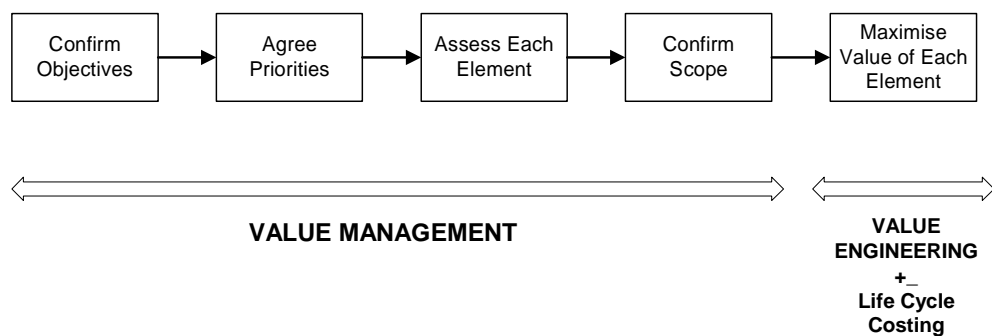 Confirm
Objectives
Agree
Priorities
Assess Each
Element
Confirm
Scope
Maximise
Value of Each
Element
VALUE MANAGEMENT
VALUE
ENGINEERING
+_
Life Cycle
Costing